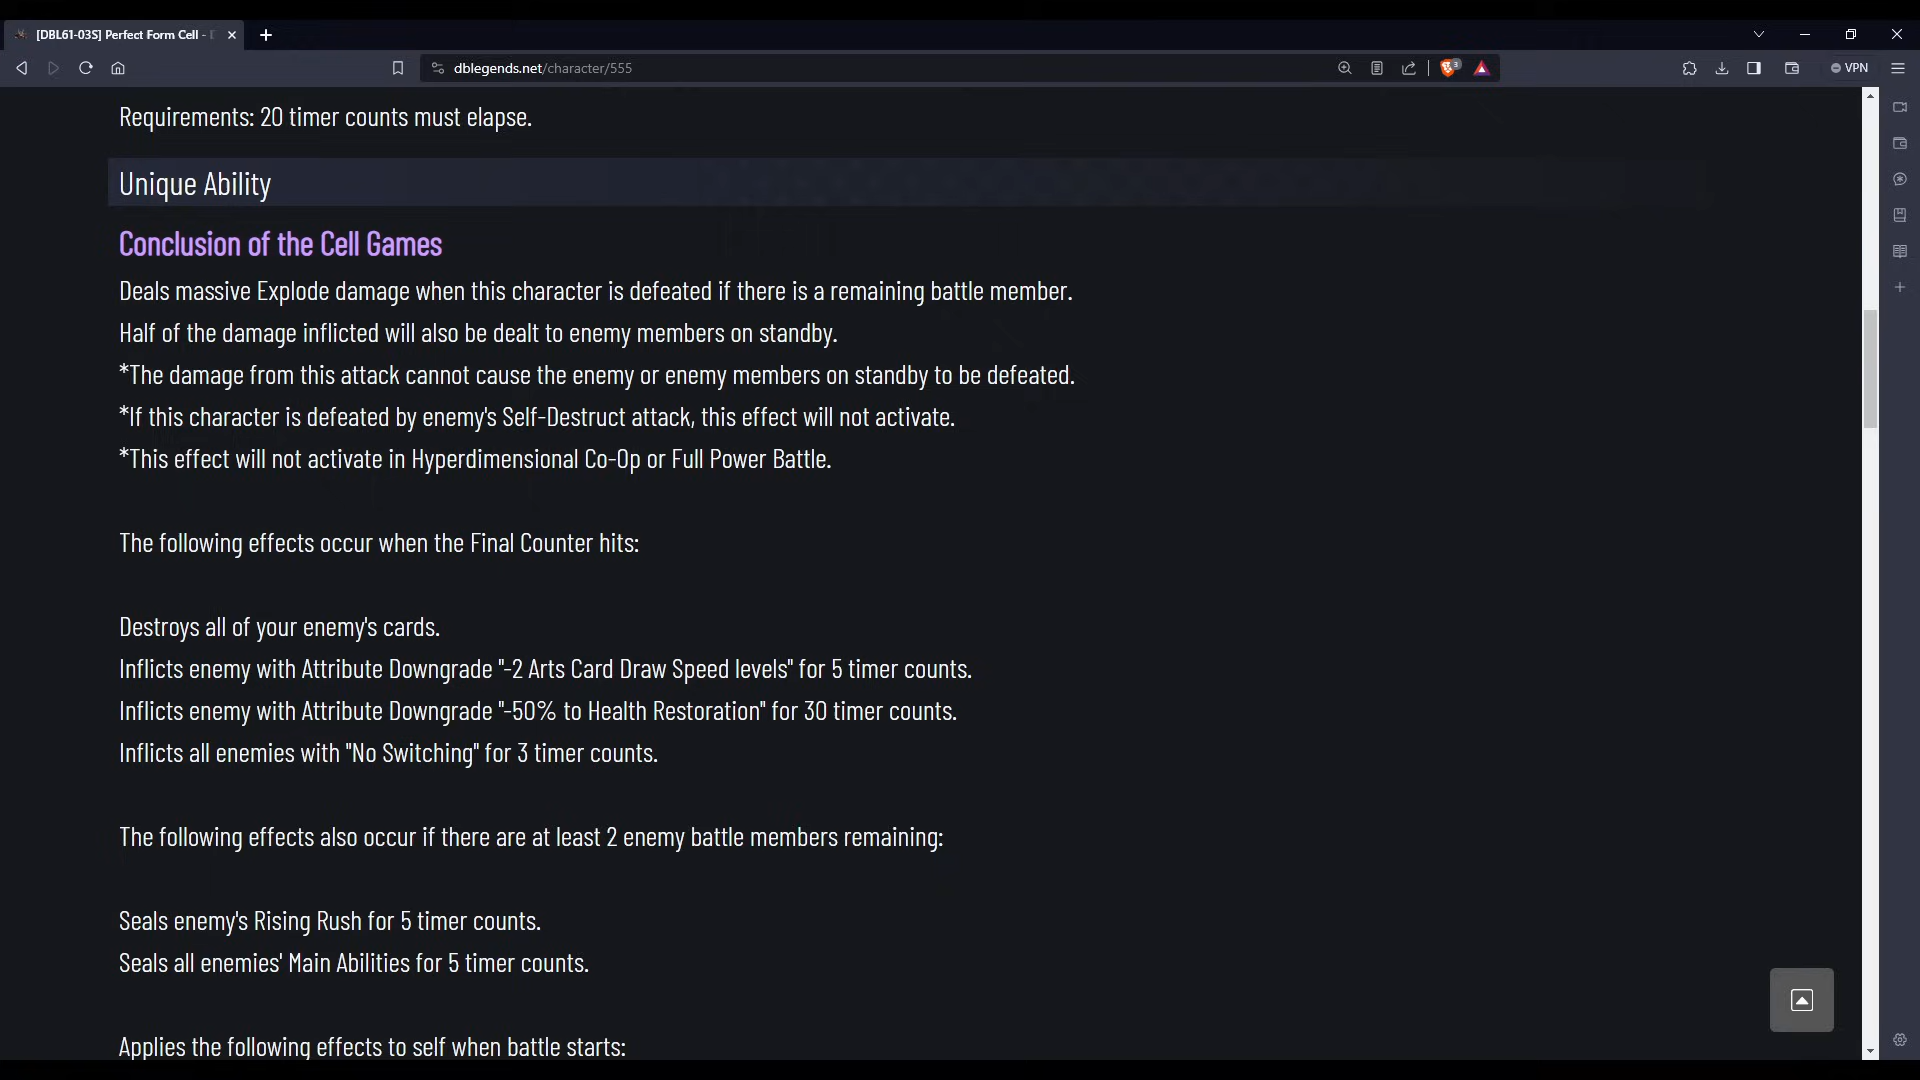 [DBL61-03S] Perfect Form Cell -
dblegends.net/character/555
3
VPN
Requirements: 20 timer counts must elapse.
Unique Ability
Conclusion of the Cell Games
Deals massive Explode damage when this character is defeated if there is a remaining battle member.
Half of the damage inflicted will also be dealt to enemy members on standby.
*The damage from this attack cannot cause the enemy or enemy members on standby to be defeated.
*If this character is defeated by enemy's Self-Destruct attack, this effect will not activate.
*This effect will not activate in Hyperdimensional Co-Op or Full Power Battle.
The following effects occur when the Final Counter hits:
Destroys all of your enemy's cards.
Inflicts enemy with Attribute Downgrade "-2 Arts Card Draw Speed levels" for 5 timer counts.
Inflicts enemy with Attribute Downgrade "-50% to Health Restoration" for 30 timer counts.
Inflicts all enemies with "No Switching" for 3 timer counts.
The following effects also occur if there are at least 2 enemy battle members remaining:
Seals enemy's Rising Rush for 5 timer counts.
Seals all enemies' Main Abilities for 5 timer counts.
Applies the following effects to self when battle starts: